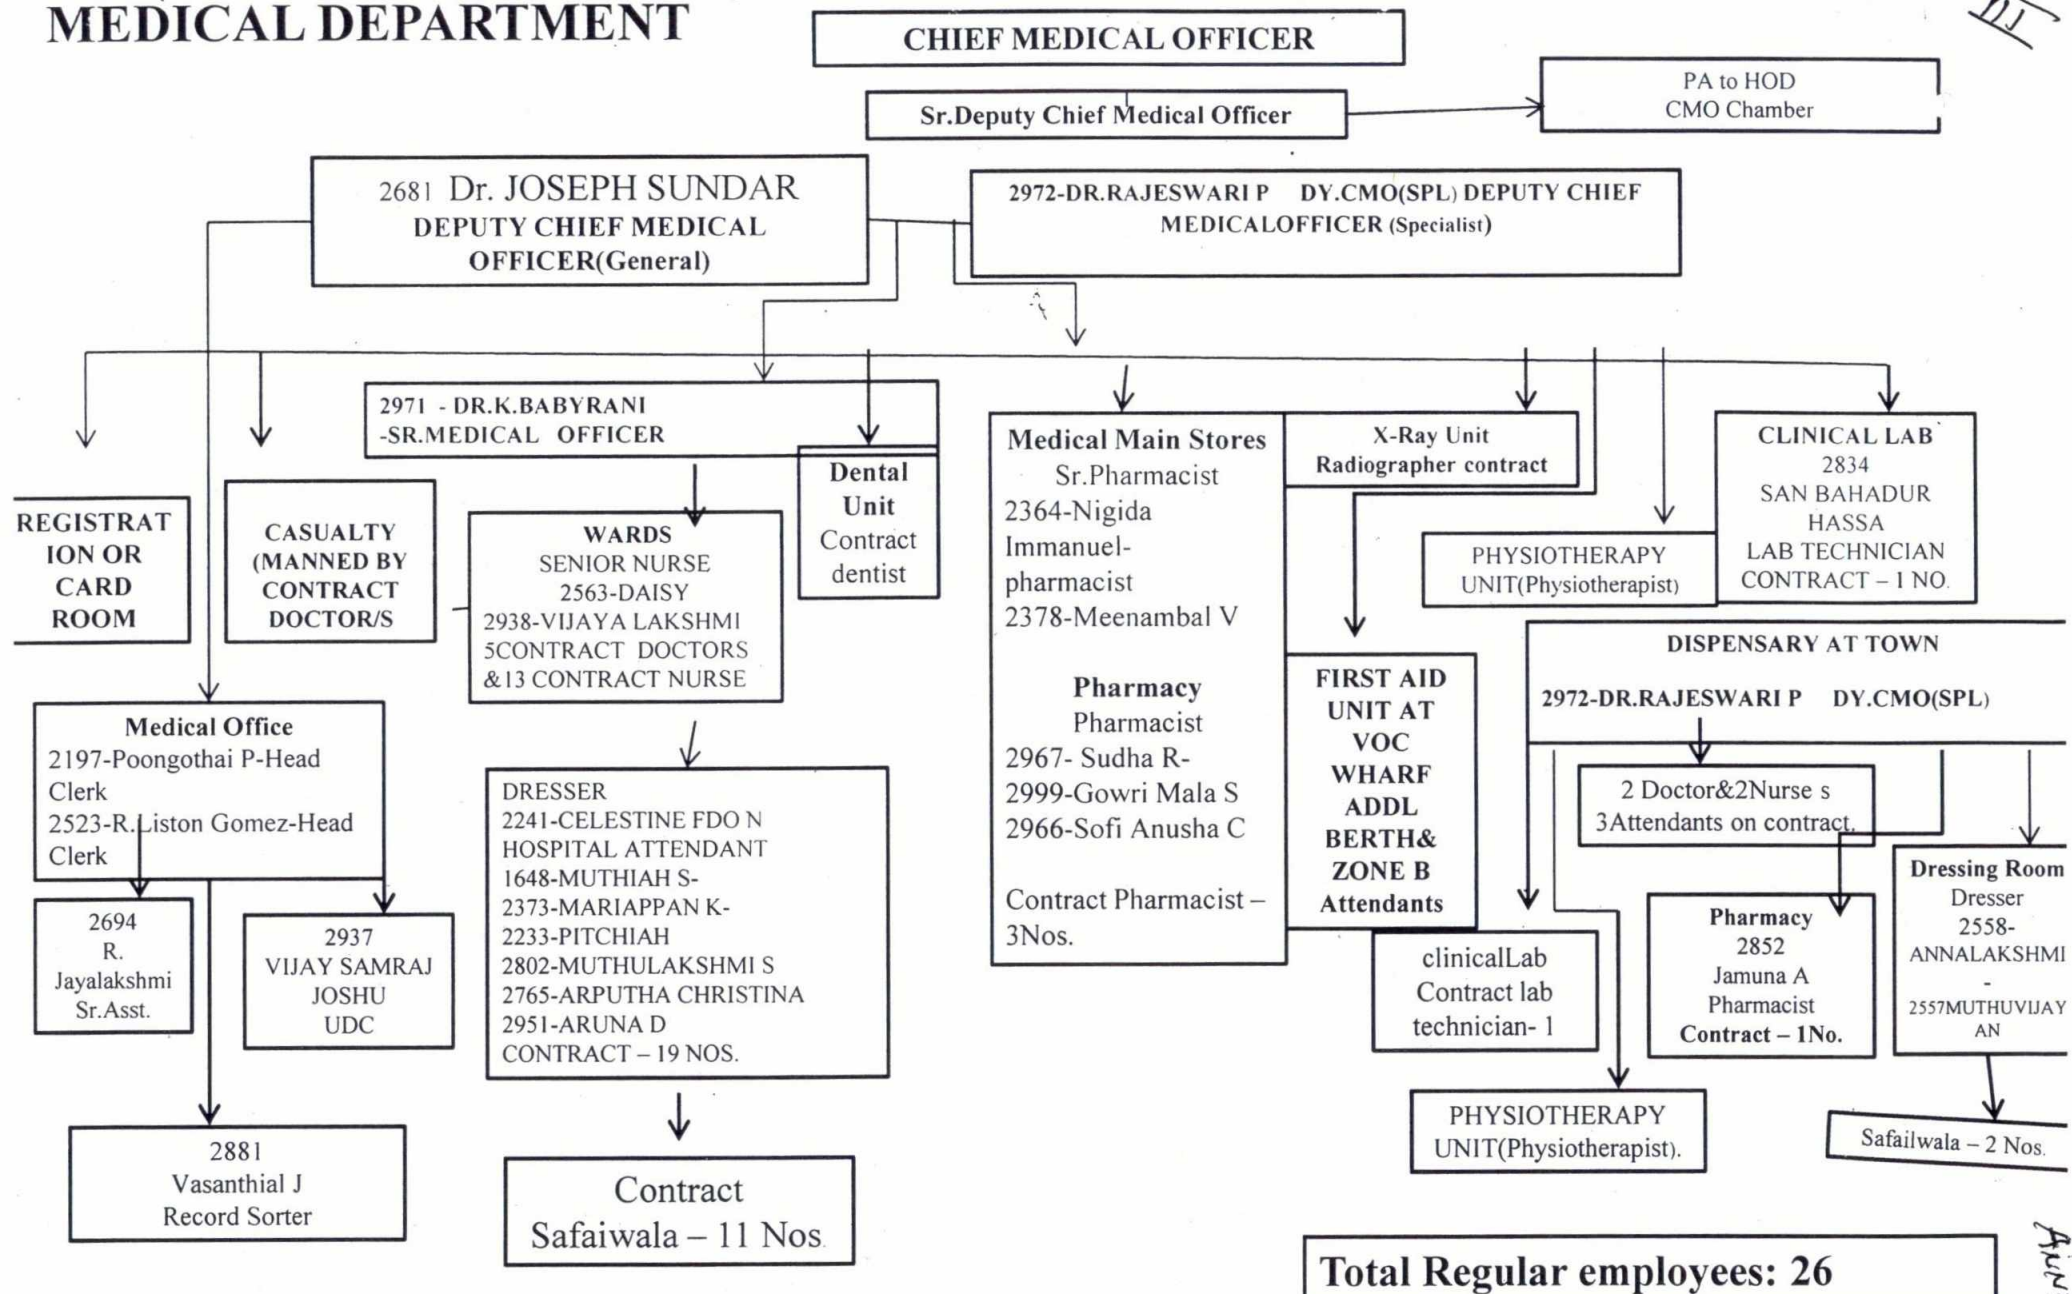 MEDICAL DEPARTMENT
CHIEF MEDICAL OFFICER
Sr.Deputy Chief Medical Officer
PA to HOD
CMO Chamber
2681 Dr. JOSEPH SUNDAR
DEPUTY CHIEF MEDICAL
OFFICER(General)
2972-DR.RAJESWARI P DY.CMO(SPL) DEPUTY CHIEF
MEDICALOFFICER (Specialist)
2971 - DR.K.BABYRANI
-SR.MEDICAL OFFICER
REGISTRAT
ION OR
CARD
ROOM
CASUALTY
(MANNED BY
CONTRACT
DOCTOR/S
WARDS
SENIOR NURSE
2563-DAISY
2938-VIJAYA LAKSHMI
5CONTRACT DOCTORS
&13 CONTRACT NURSE
Dental
Unit
Contract
dentist
Medical Main Stores
Sr.Pharmacist
2364-Nigida
Immanuel-
pharmacist
2378-Meenambal V
Pharmacy
Pharmacist
2967- Sudha R-
2999-Gowri Mala S
2966-Sofi Anusha C
Contract Pharmacist –
3Nos.
X-Ray Unit
Radiographer contract
PHYSIOTHERAPY
UNIT(Physiotherapist)
CLINICAL LAB
2834
SAN BAHADUR
HASSA
LAB TECHNICIAN
CONTRACT – 1 NO.
FIRST AID
UNIT AT
VOC
WHARF
ADDL
BERTH&
ZONE B
Attendants
DISPENSARY AT TOWN
2972-DR.RAJESWARI P DY.CMO(SPL)
2 Doctor&2Nurse s
3Attendants on contract.
Medical Office
2197-Poongothai P-Head
Clerk
2523-R.Liston Gomez-Head
Clerk
2694
R.
Jayalakshmi
Sr.Asst.
2937
VIJAY SAMRAJ
JOSHU
UDC
2881
Vasanthial J
Record Sorter
DRESSER
2241-CELESTINE FDO N
HOSPITAL ATTENDANT
1648-MUTHIAH S-
2373-MARIAPPAN K-
2233-PITCHIAH
2802-MUTHULAKSHMI S
2765-ARPUTHA CHRISTINA
2951-ARUNA D
CONTRACT – 19 NOS.
Contract
Safaiwala – 11 Nos.
clinicalLab
Contract lab
technician- 1
Pharmacy
2852
Jamuna A
Pharmacist
Contract – 1No.
Dressing Room
Dresser
2558-
ANNALAKSHMI
-
2557MUTHUVIJAY
AN
PHYSIOTHERAPY
UNIT(Physiotherapist).
Safailwala – 2 Nos.
Total Regular employees: 26